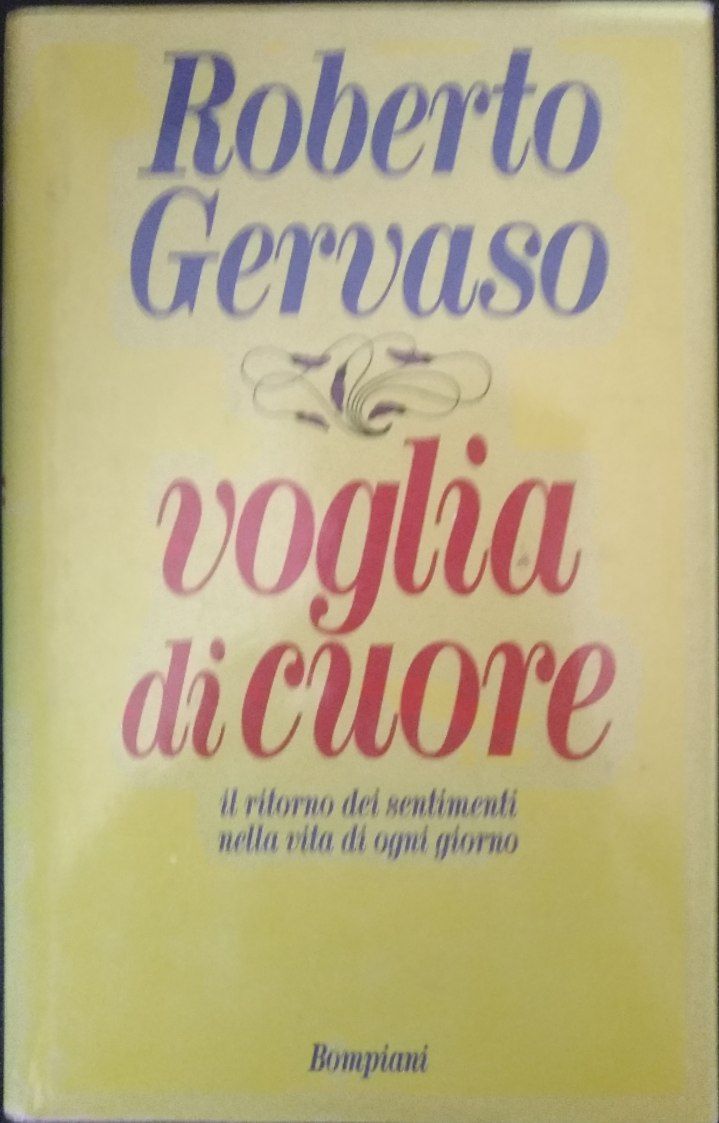 Roberto
Gervaso
voglia
di cuore
il ritorno dei sentimenti
nella vita di ogni giorno
Bompiani